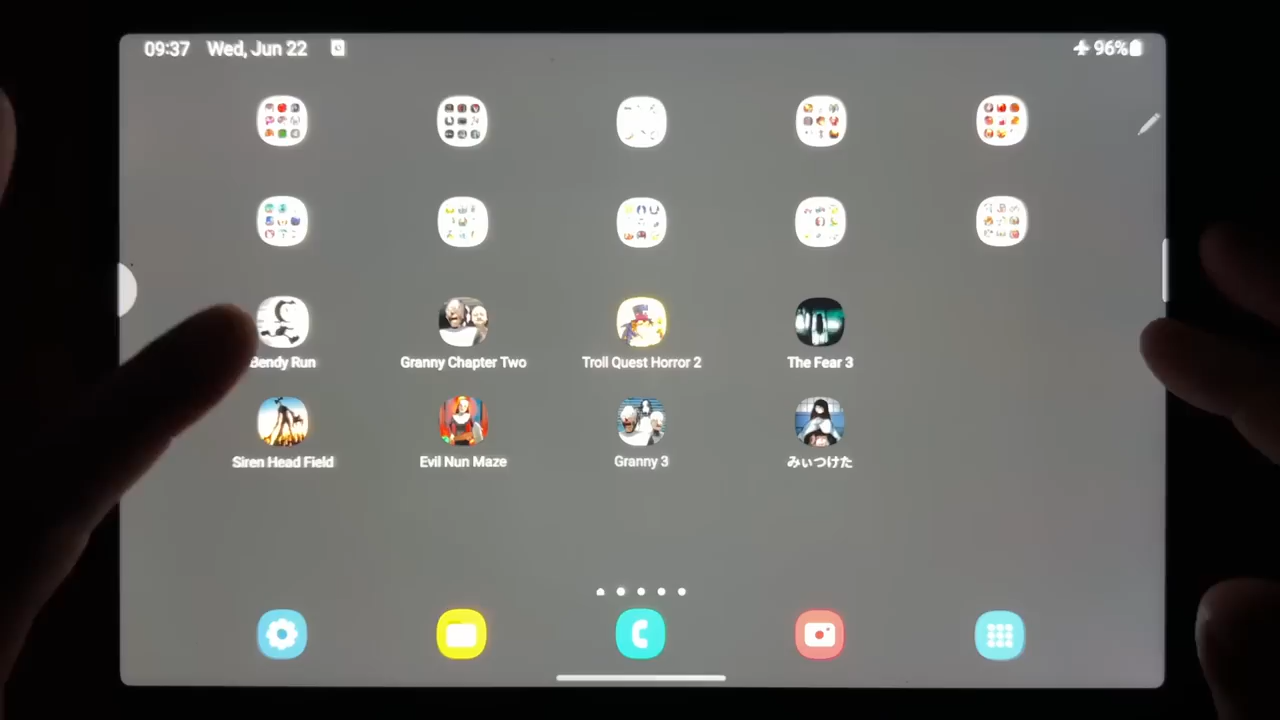 09:37 Wed, Jun 22
96%
Bendy Run
Granny Chapter Two
Troll Quest Horror 2
The Fear 3
Siren Head Field
Evil Nun Maze
Granny 3
みぃつけた